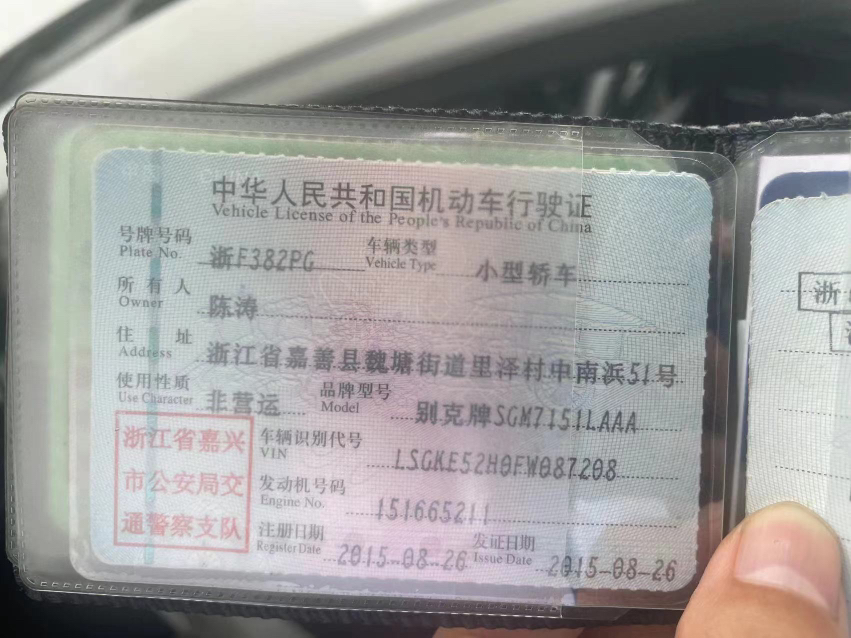 中华人民共和国机动车行驶证
Vehicle License of the People's Republic of China
号牌号码 浙F382PG 车辆类型 小型轿车
Plate No. Vehicle Type
所有人 陈涛
Owner
住址 浙江省嘉善县魏塘街道里泽村中南浜51号
Address
使用性质 非营运 品牌型号 别克牌SGM7151LAAA
Use Character Model
浙江省嘉兴
市公安局交
通警察支队
车辆识别代号 LSGKE52H0FW087208
VIN
发动机号码 151665211
Engine No.
注册日期 2015-08-26 发证日期 2015-08-26
Register Date Issue Date
浙